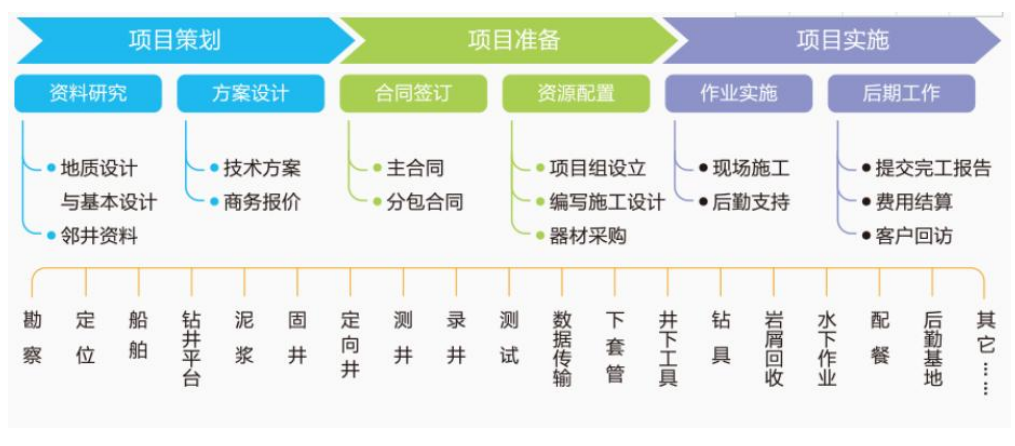 项目策划
项目准备
项目实施
资料研究
方案设计
合同签订
资源配置
作业实施
后期工作
地质设计
与基本设计
邻井资料
技术方案
商务报价
主合同
分包合同
项目组设立
编写施工设计
器材采购
现场施工
后勤支持
提交完工报告
费用结算
客户回访
勘察
定位
船舶
钻井平台
泥浆
固井
定向井
测井
录井
测试
数据传输
下套管
井下工具
钻具
岩屑回收
水下作业
配餐
后勤基地
其它……